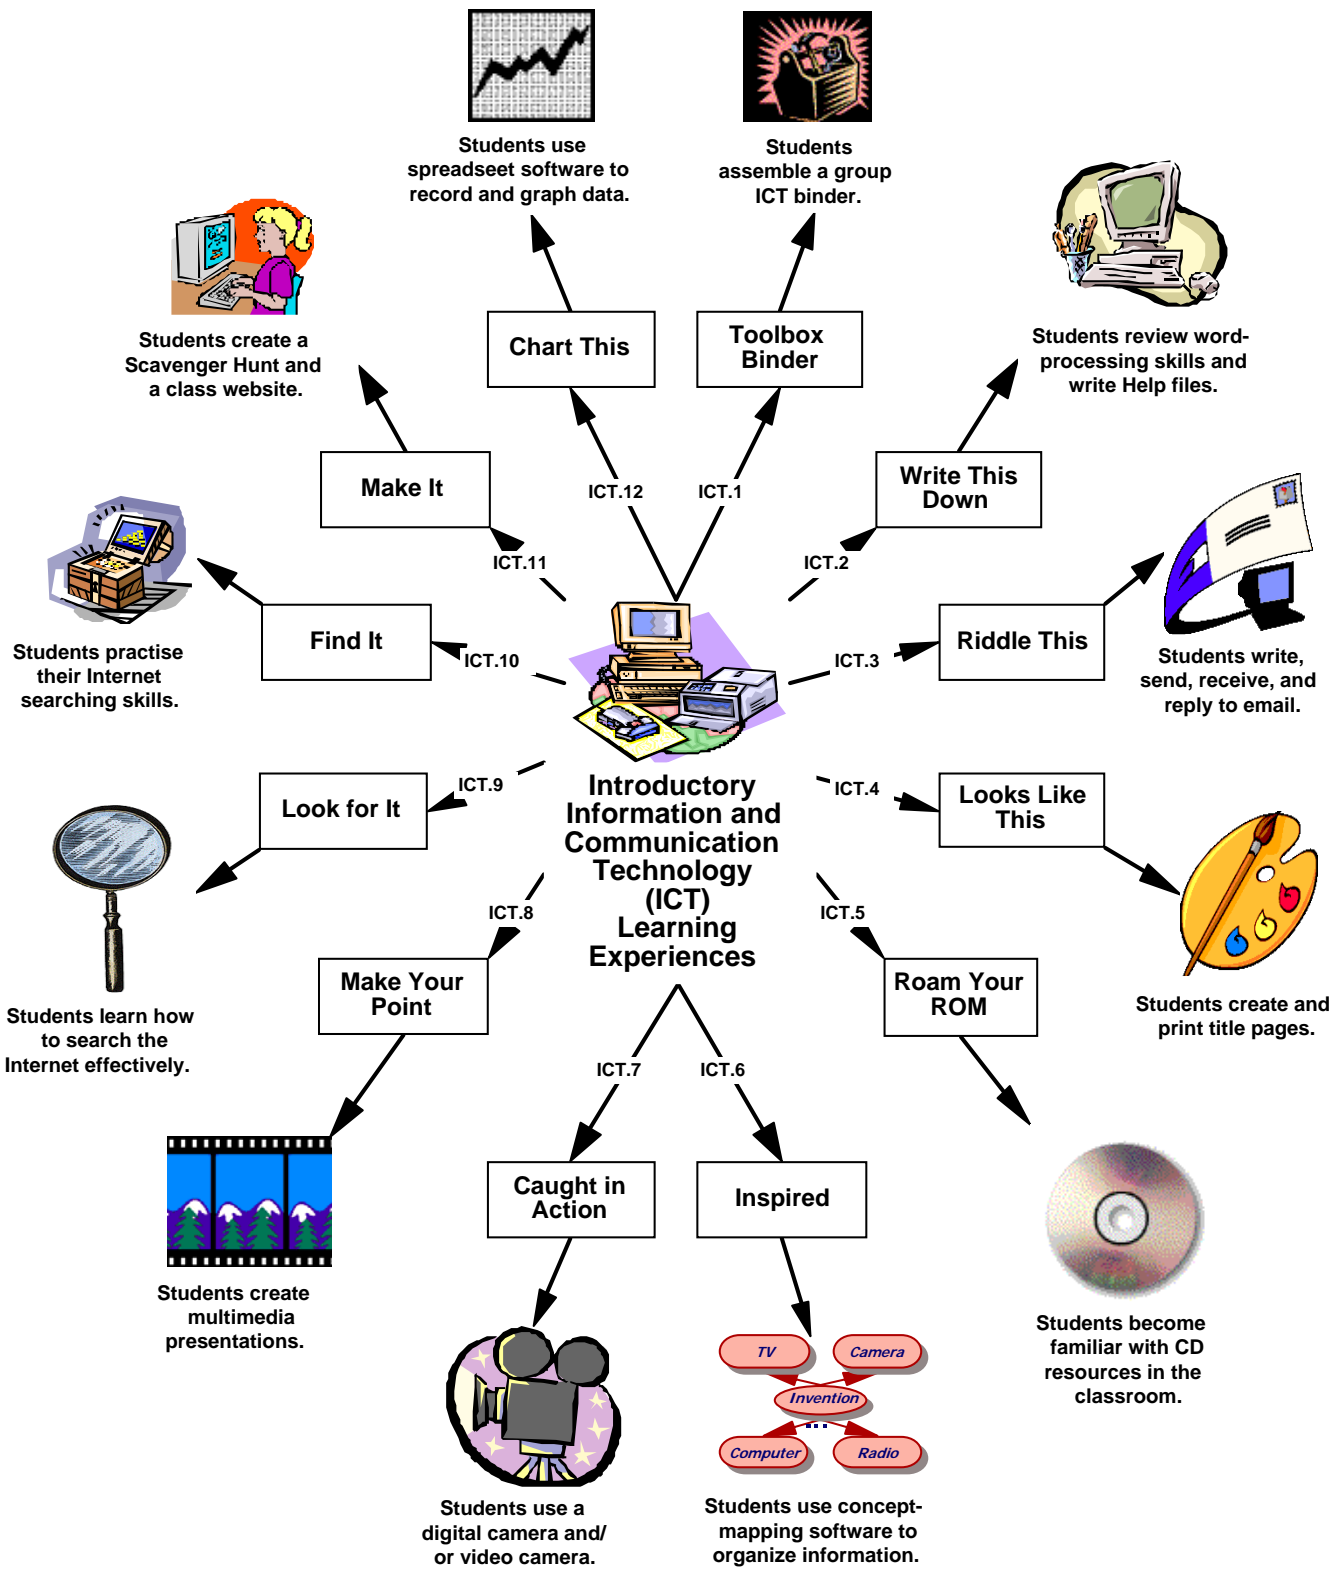 Students use
spreadseet software to
record and graph data.
Students
assemble a group
ICT binder.
Students create a
Scavenger Hunt and
a class website.
Chart This
Toolbox
Binder
Students review word-
processing skills and
write Help files.
Make It
ICT.12
ICT.1
Write This
Down
ICT.11
ICT.2
Students practise
their Internet
searching skills.
Find It
ICT.10
ICT.3
Riddle This
Students write,
send, receive, and
reply to email.
Look for It
ICT.9
Introductory
Information and
Communication
Technology
(ICT)
Learning
Experiences
ICT.4
Looks Like
This
ICT.8
ICT.5
Students learn how
to search the
Internet effectively.
Make Your
Point
Roam Your
ROM
Students create and
print title pages.
ICT.7
ICT.6
Caught in
Action
Inspired
Students create
multimedia
presentations.
TV
Camera
Invention
...
Computer
Radio
Students become
familiar with CD
resources in the
classroom.
Students use a
digital camera and/
or video camera.
Students use concept-
mapping software to
organize information.